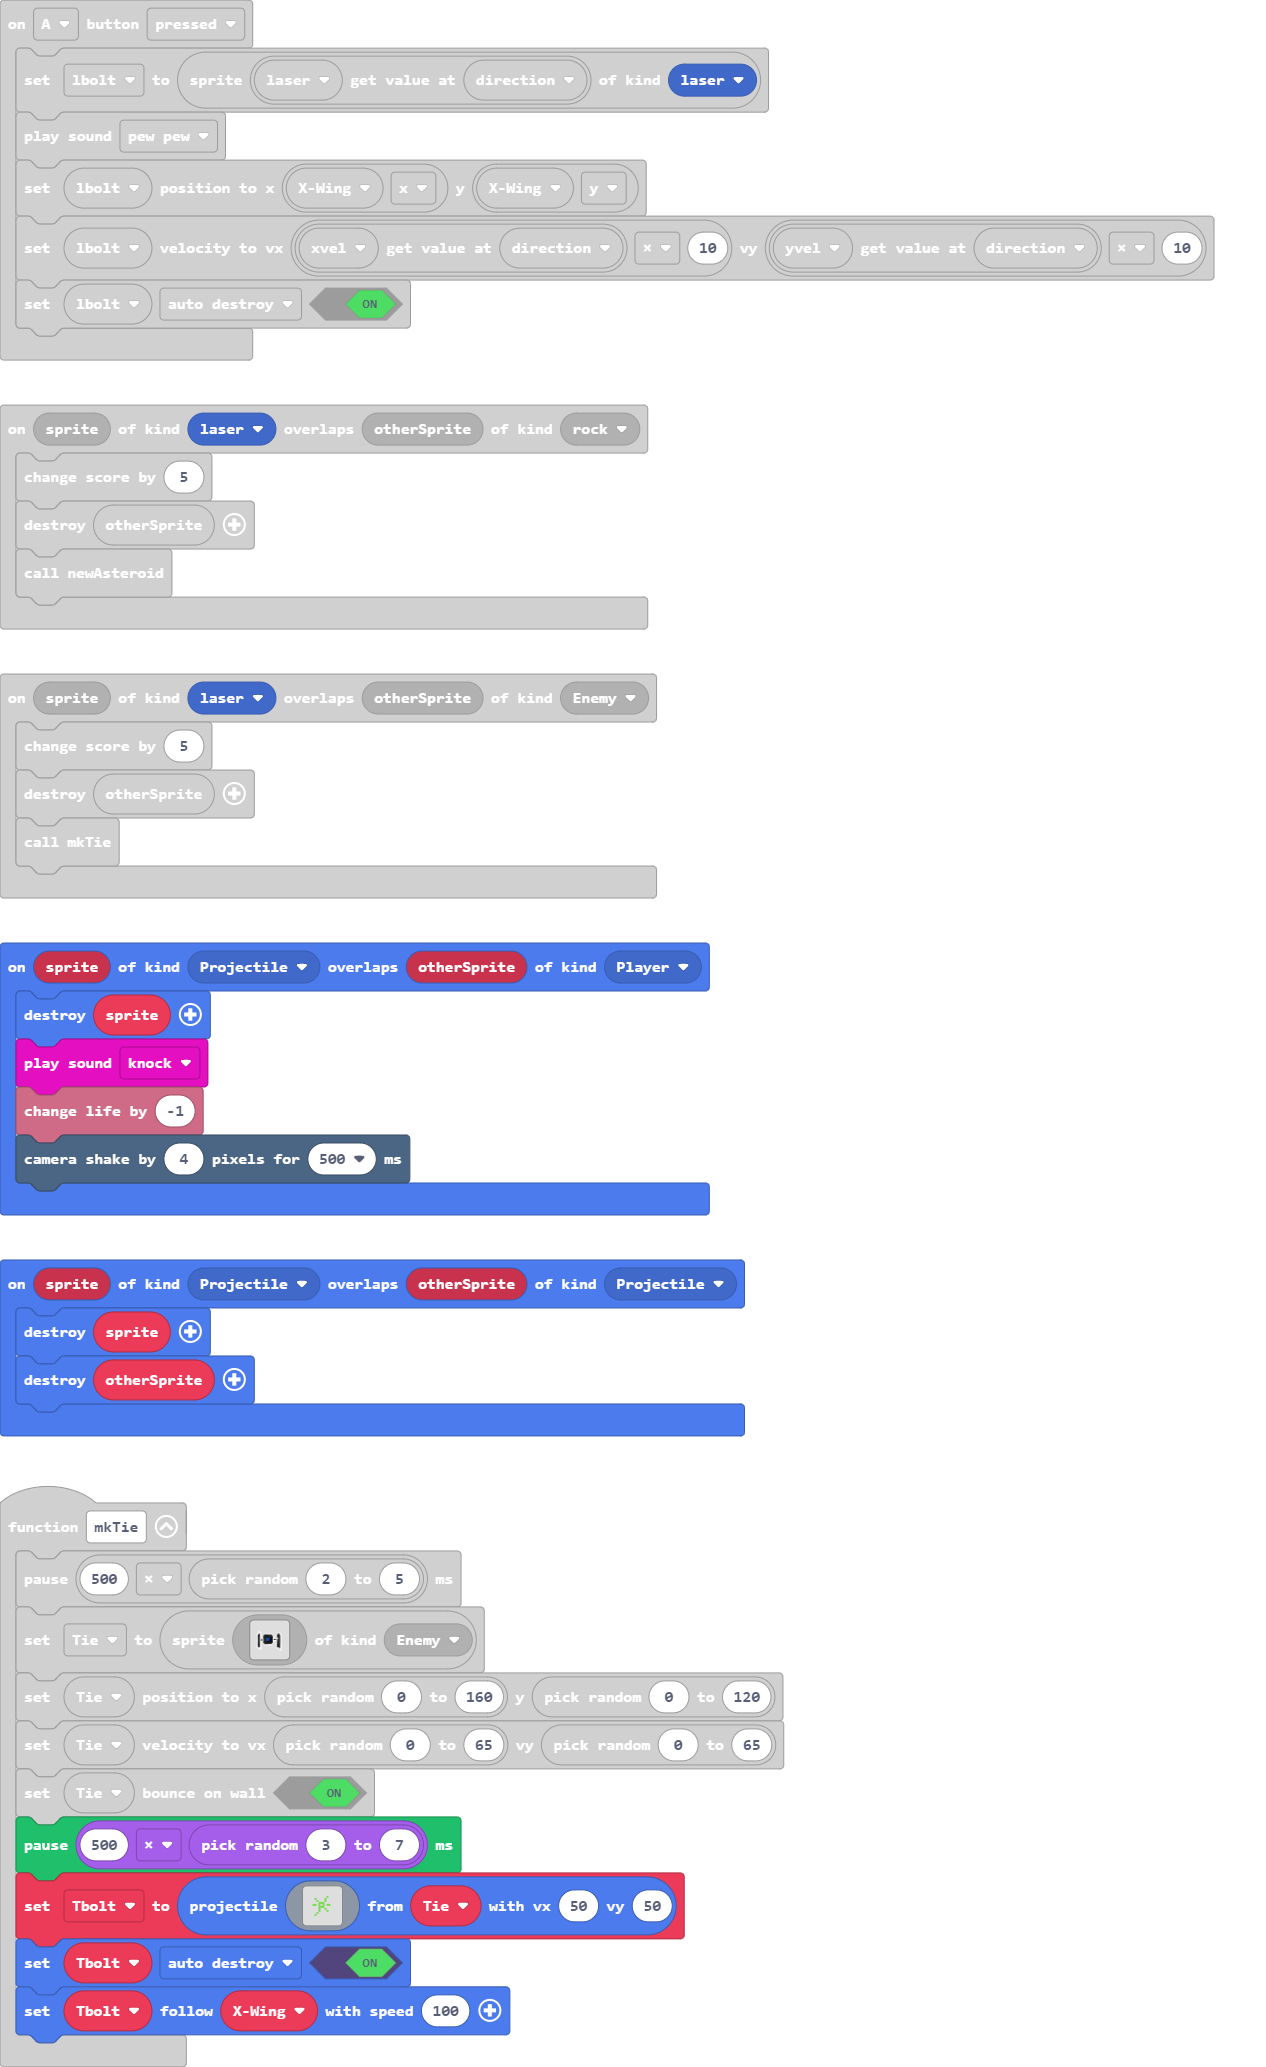 on A button pressed
set lbolt to sprite laser get value at direction of kind laser
play sound pew pew
set lbolt position to x X-Wing x y X-Wing y
set lbolt velocity to vx xvel get value at direction × 10 vy yvel get value at direction × 10
set lbolt auto destroy ON
on sprite of kind laser overlaps otherSprite of kind rock
change score by 5
destroy otherSprite
call newAsteroid
on sprite of kind laser overlaps otherSprite of kind Enemy
change score by 5
destroy otherSprite
call mkTie
on sprite of kind Projectile overlaps otherSprite of kind Player
destroy sprite
play sound knock
change life by -1
camera shake by 4 pixels for 500 ms
on sprite of kind Projectile overlaps otherSprite of kind Projectile
destroy sprite
destroy otherSprite
function mkTie
pause 500 × pick random 2 to 5 ms
set Tie to sprite of kind Enemy
set Tie position to x pick random 0 to 160 y pick random 0 to 120
set Tie velocity to vx pick random 0 to 65 vy pick random 0 to 65
set Tie bounce on wall ON
pause 500 × pick random 3 to 7 ms
set Tbolt to projectile from Tie with vx 50 vy 50
set Tbolt auto destroy ON
set Tbolt follow X-Wing with speed 100